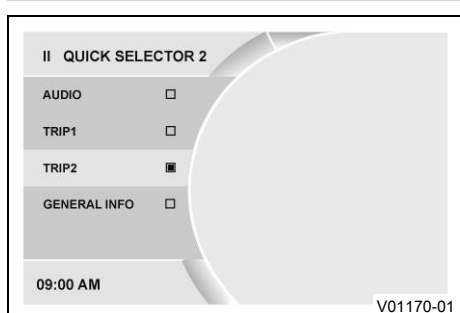 II QUICK SELECTOR 2
AUDIO
TRIP1
TRIP2
GENERAL INFO
09:00 AM
V01170-01